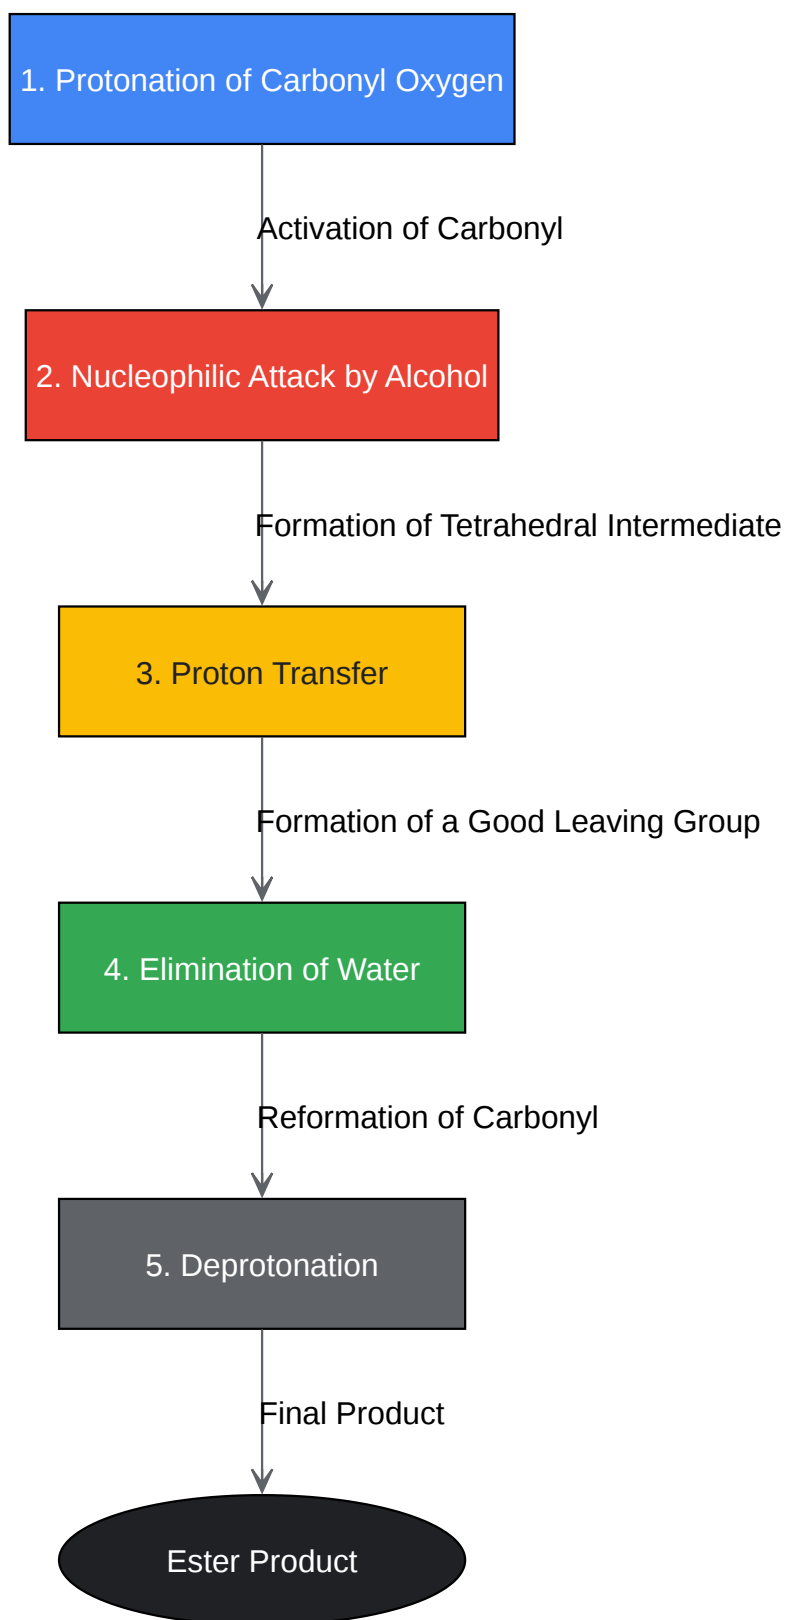 1. Protonation of Carbonyl Oxygen
Activation of Carbonyl
2. Nucleophilic Attack by Alcohol
Formation of Tetrahedral Intermediate
3. Proton Transfer
Formation of a Good Leaving Group
4. Elimination of Water
Reformation of Carbonyl
5. Deprotonation
Final Product
Ester Product